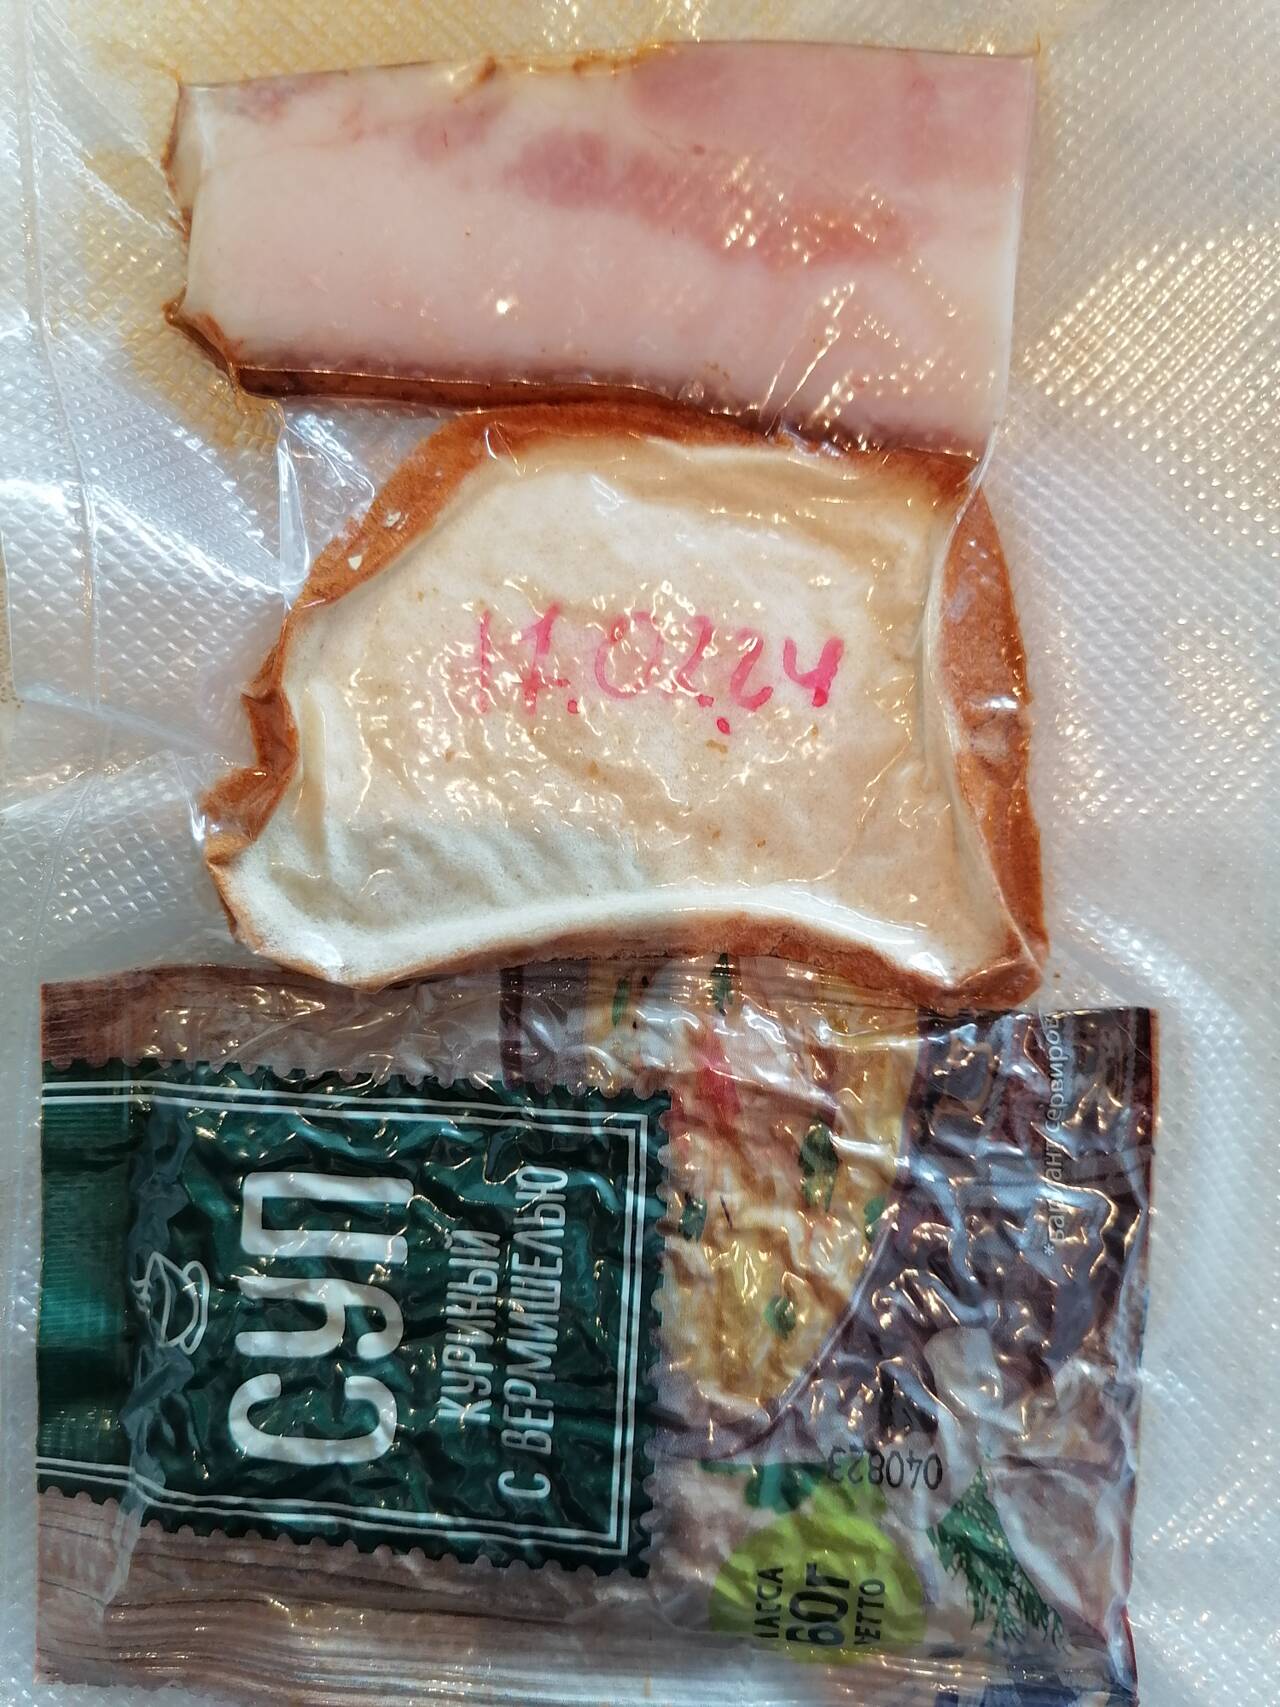 17.02.24
СУП
КУРИНЫЙ
С ВЕРМИШЕЛЬЮ
*Вариант сервиров
040823
МАССА
60г
НЕТТО